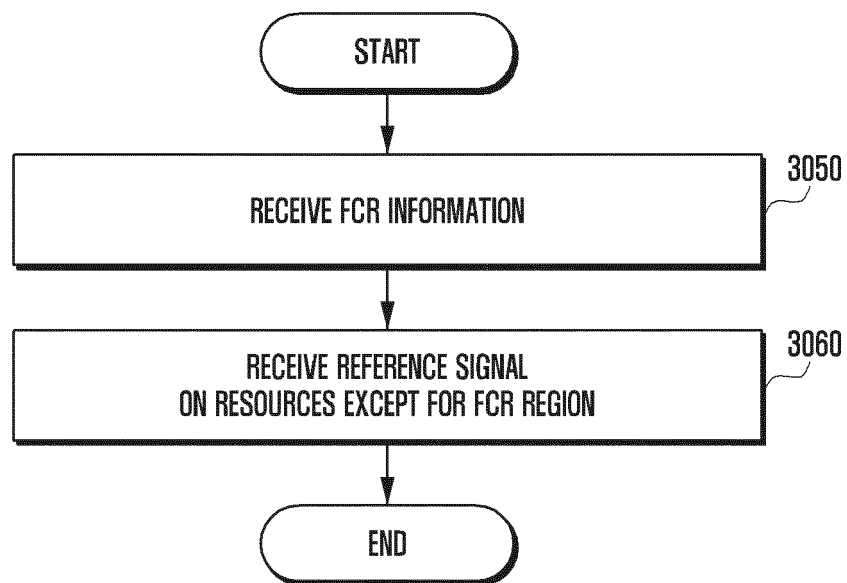 START
3050
RECEIVE FCR INFORMATION
3060
RECEIVE REFERENCE SIGNAL
ON RESOURCES EXCEPT FOR FCR REGION
END